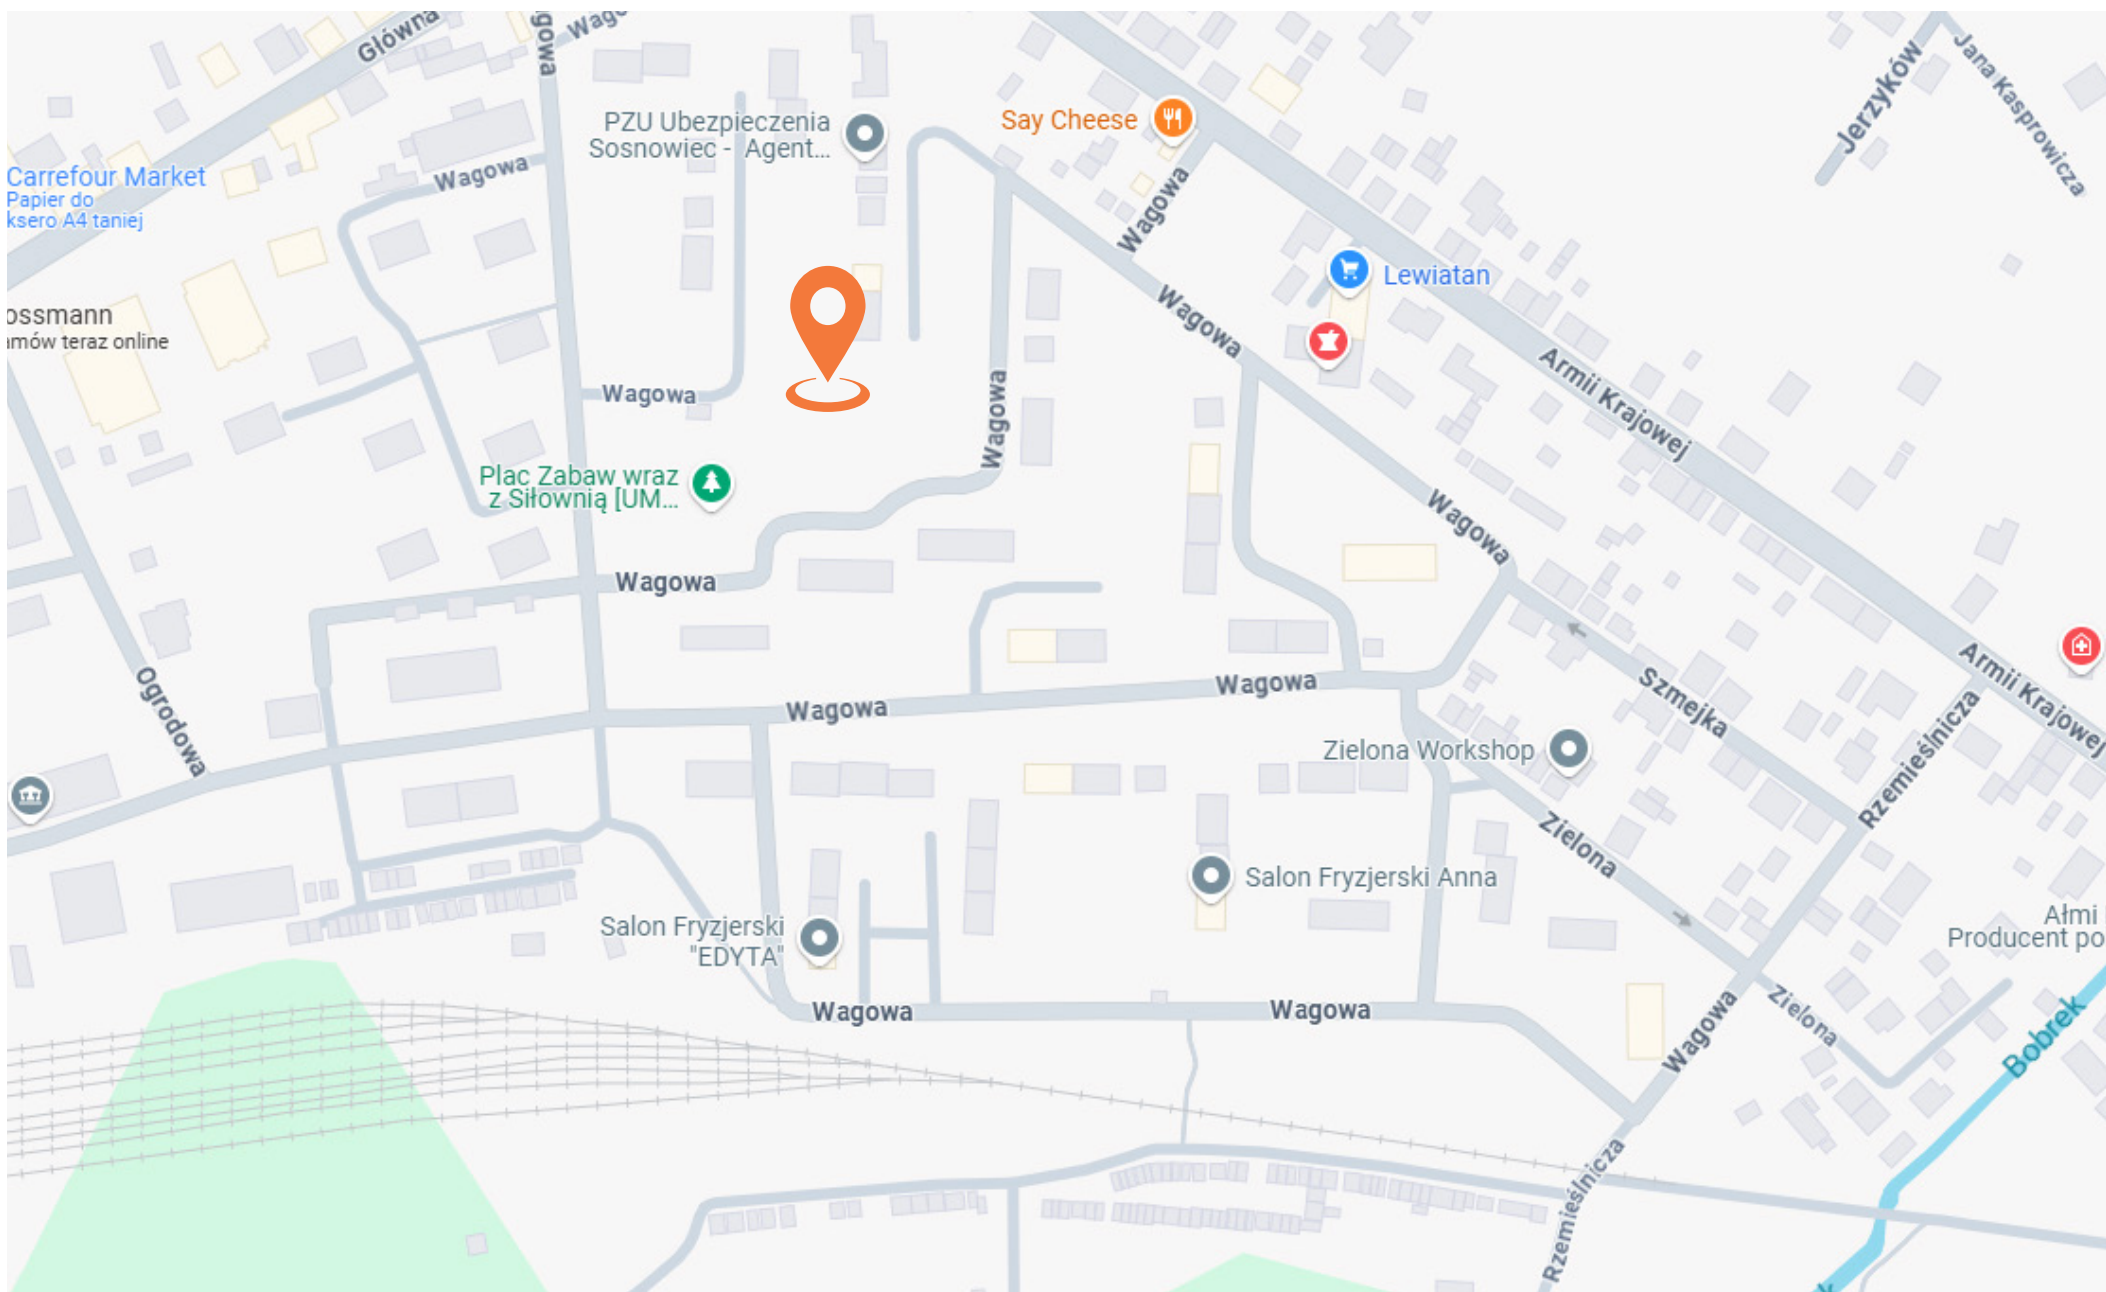 Główna
Wago
gowa
Jana Kasprowicza
Jerzyków
PZU Ubezpieczenia
Sosnowiec - Agent...
Say Cheese
Wagowa
Carrefour Market
Papier do
ksero A4 taniej
Wagowa
Lewiatan
ossmann
amów teraz online
Wagowa
Armii Krajowej
Wagowa
Wagowa
Plac Zabaw wraz
z Siłownią [UM...
Wagowa
Wagowa
Ogrodowa
Wagowa
Wagowa
Szmejka
Armii Krajowej
Rzemieślnicza
Zielona Workshop
Zielona
Salon Fryzjerski Anna
Salon Fryzjerski
"EDYTA"
Ałmi
Producent po
Wagowa
Wagowa
Wagowa
Zielona
Bobrek
Rzemieślnicza
k